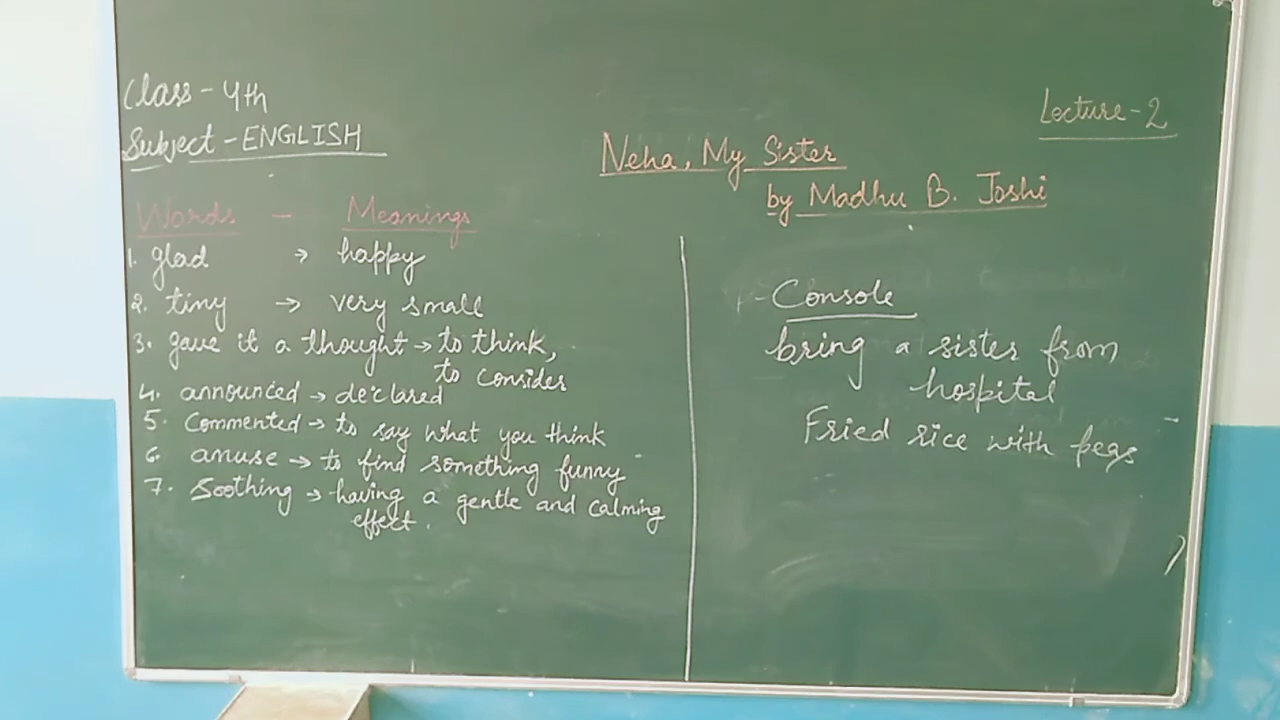 Class - 4th
Subject - ENGLISH
Lecture - 2
Neha, My Sister
by Madhu B. Joshi
Words - Meanings
1. glad → happy
2. tiny → very small
3. gave it a thought → to think,
to consider
4. announced → declared
5. Commented → to say what you think
6. amuse → to find something funny
7. Soothing → having a gentle and calming
effect.
- Console
bring a sister from
hospital
Fried rice with peas